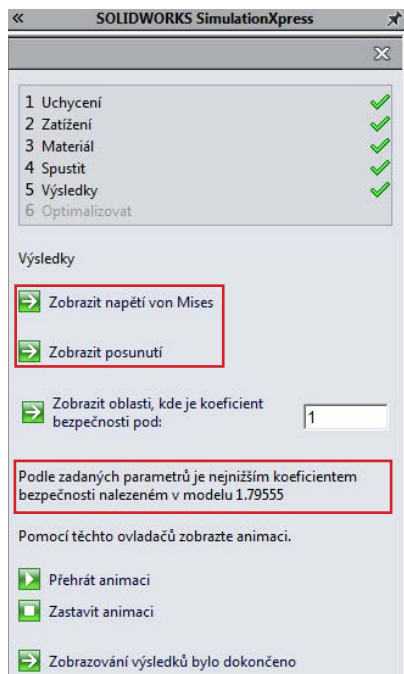 « SOLIDWORKS SimulationXpress
1 Uchycení
2 Zatížení
3 Materiál
4 Spustit
5 Výsledky
6 Optimalizovat
Výsledky
Zobrazit napětí von Mises
Zobrazit posunutí
Zobrazit oblasti, kde je koeficient
bezpečnosti pod: 1
Podle zadaných parametrů je nejnižším koeficientem
bezpečnosti nalezeném v modelu 1.79555
Pomocí těchto ovladačů zobrazte animaci.
Přehrát animaci
Zastavit animaci
Zobrazování výsledků bylo dokončeno